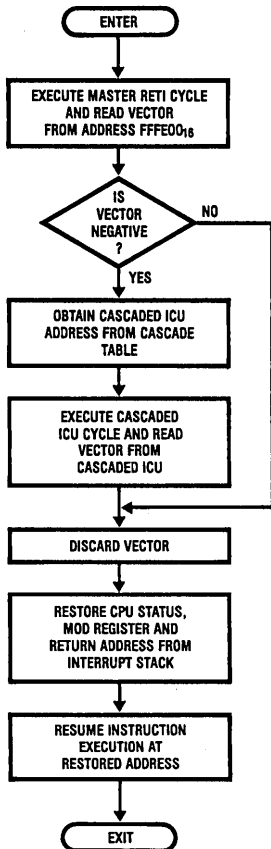 ENTER
EXECUTE MASTER RETI CYCLE
AND READ VECTOR
FROM ADDRESS FFFE00₁₆
IS
VECTOR
NEGATIVE
?
NO
YES
OBTAIN CASCADED ICU
ADDRESS FROM CASCADE
TABLE
EXECUTE CASCADED
ICU CYCLE AND READ
VECTOR FROM
CASCADED ICU
DISCARD VECTOR
RESTORE CPU STATUS,
MOD REGISTER AND
RETURN ADDRESS FROM
INTERRUPT STACK
RESUME INSTRUCTION
EXECUTION AT
RESTORED ADDRESS
EXIT